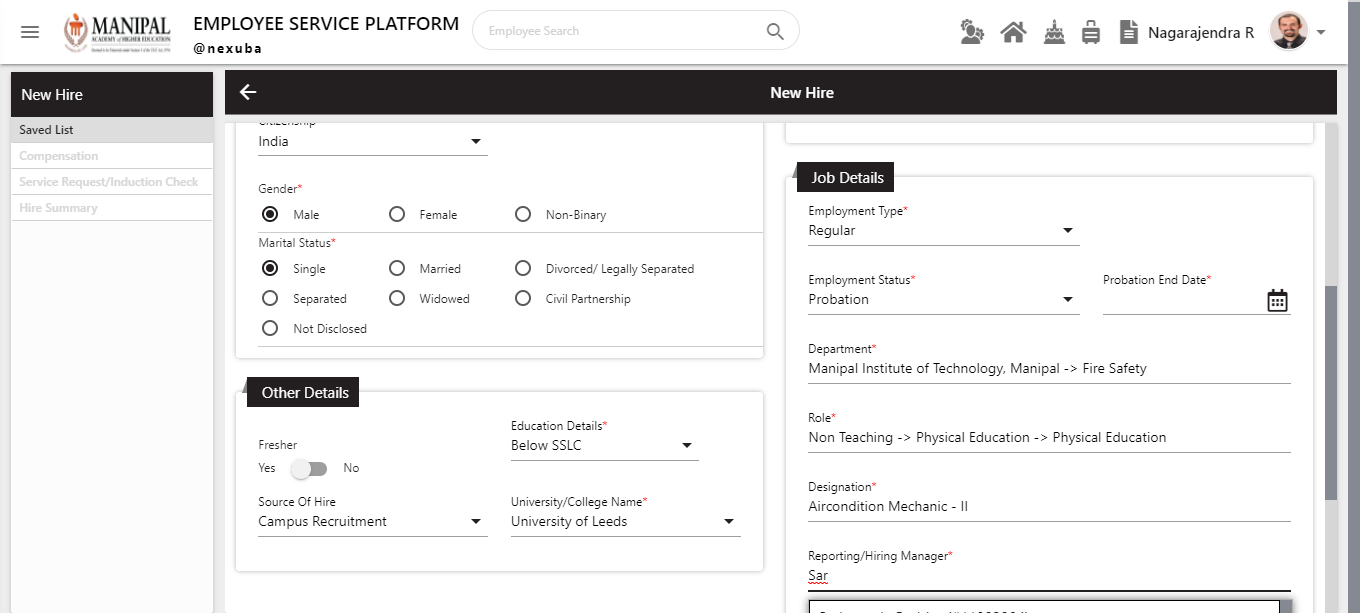 MANIPAL
ACADEMY of HIGHER EDUCATION
EMPLOYEE SERVICE PLATFORM
@nexuba
Employee Search
Nagarajendra R
New Hire
Saved List
Compensation
Service Request/Induction Check
Hire Summary
New Hire
Citizenship
India
Gender*
Male
Female
Non-Binary
Marital Status*
Single
Married
Divorced/ Legally Separated
Separated
Widowed
Civil Partnership
Not Disclosed
Other Details
Fresher
Yes
No
Education Details*
Below SSLC
Source Of Hire
Campus Recruitment
University/College Name*
University of Leeds
Job Details
Employment Type*
Regular
Employment Status*
Probation
Probation End Date*
Department*
Manipal Institute of Technology, Manipal -> Fire Safety
Role*
Non Teaching -> Physical Education -> Physical Education
Designation*
Aircondition Mechanic - II
Reporting/Hiring Manager*
Sar